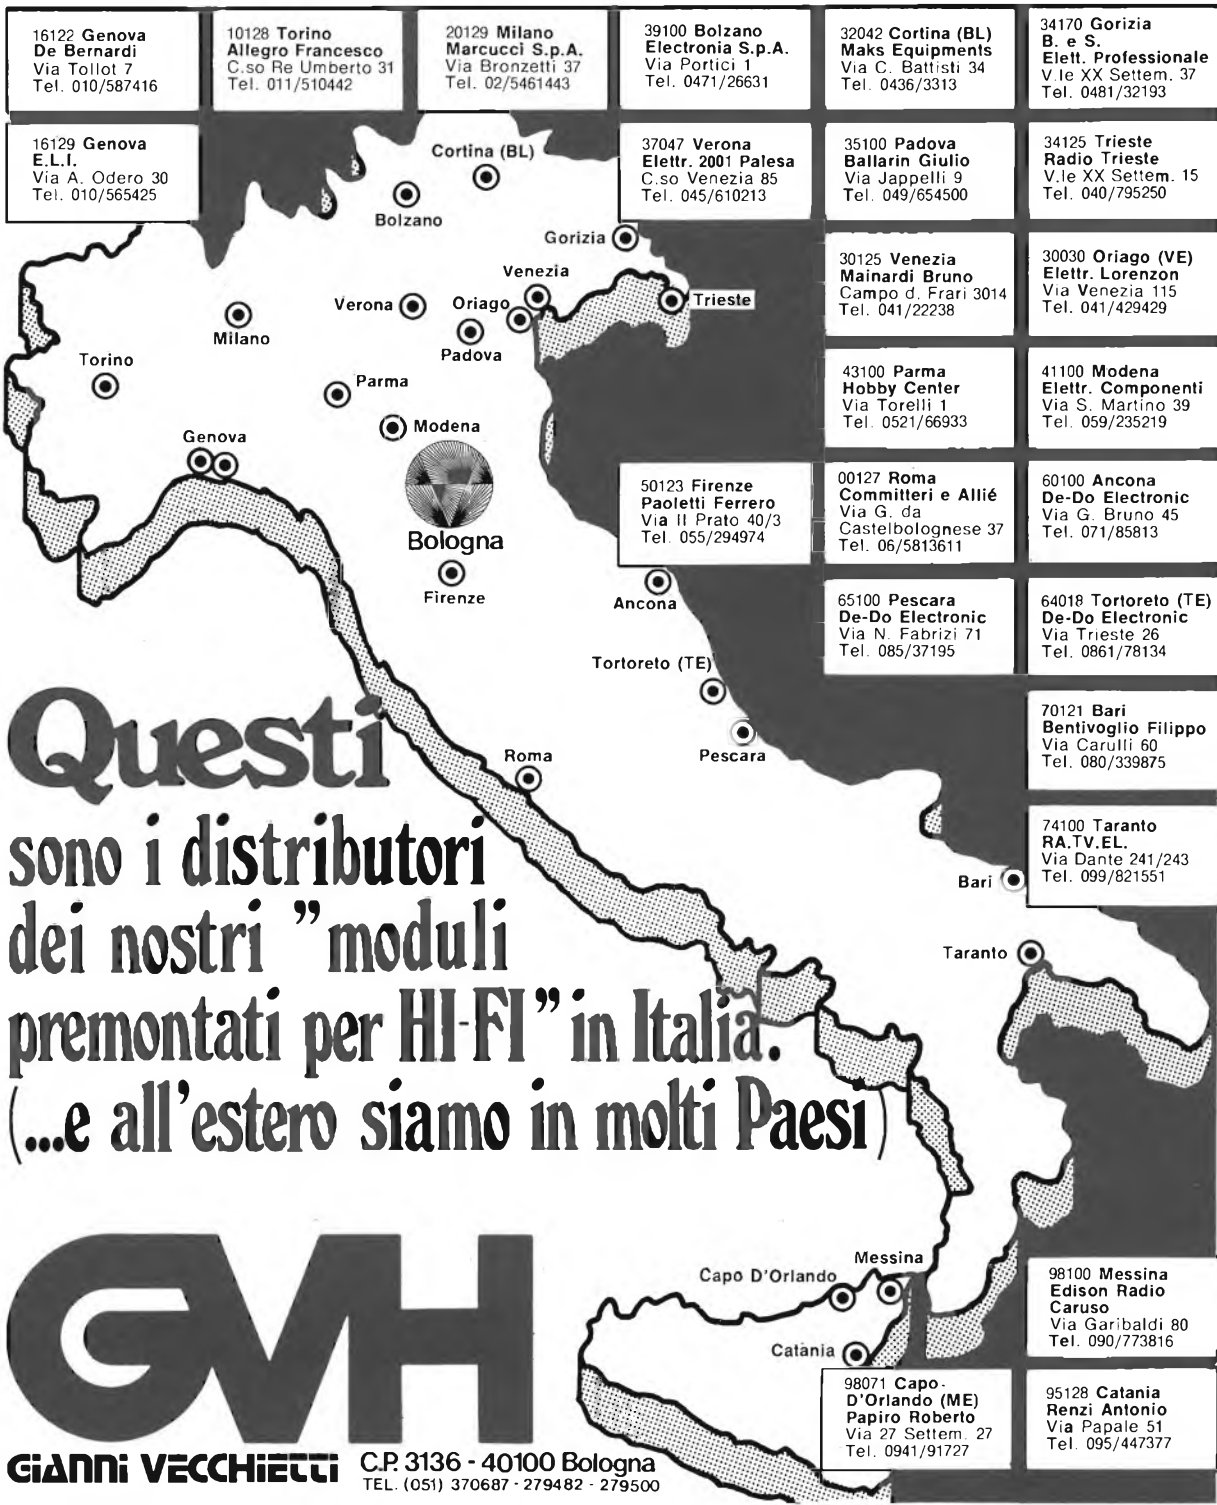 16122 Genova
De Bernardi
Via Tollot 7
Tel. 010/587416
10128 Torino
Allegro Francesco
C.so Re Umberto 31
Tel. 011/510442
20129 Milano
Marcucci S.p.A.
Via Bronzetti 37
Tel. 02/5461443
39100 Bolzano
Electronia S.p.A.
Via Portici 1
Tel. 0471/26631
32042 Cortina (BL)
Maks Equipments
Via C. Battisti 34
Tel. 0436/3313
34170 Gorizia
B. e S.
Elett. Professionale
V.le XX Settem. 37
Tel. 0481/32193
16129 Genova
E.L.I.
Via A. Odero 30
Tel. 010/565425
37047 Verona
Elettr. 2001 Palesa
C.so Venezia 85
Tel. 045/610213
35100 Padova
Ballarin Giulio
Via Jappelli 9
Tel. 049/654500
34125 Trieste
Radio Trieste
V.le XX Settem. 15
Tel. 040/795250
30125 Venezia
Mainardi Bruno
Campo d. Frari 3014
Tel. 041/22238
30030 Oriago (VE)
Elettr. Lorenzon
Via Venezia 115
Tel. 041/429429
43100 Parma
Hobby Center
Via Torelli 1
Tel. 0521/66933
41100 Modena
Elettr. Componenti
Via S. Martino 39
Tel. 059/235219
50123 Firenze
Paoletti Ferrero
Via Il Prato 40/3
Tel. 055/294974
00127 Roma
Committeri e Allié
Via G. da
Castelbolognese 37
Tel. 06/5813611
60100 Ancona
De-Do Electronic
Via G. Bruno 45
Tel. 071/85813
65100 Pescara
De-Do Electronic
Via N. Fabrizi 71
Tel. 085/37195
64018 Tortoreto (TE)
De-Do Electronic
Via Trieste 26
Tel. 0861/78134
70121 Bari
Bentivoglio Filippo
Via Carulli 60
Tel. 080/339875
74100 Taranto
RA.TV.EL.
Via Dante 241/243
Tel. 099/821551
Cortina (BL)
Bolzano
Gorizia
Venezia
Verona
Oriago
Trieste
Milano
Padova
Torino
Parma
Modena
Genova
Bologna
Firenze
Ancona
Tortoreto (TE)
Pescara
Roma
Bari
Taranto
Questi
sono i distributori
dei nostri "moduli
premontati per HI-FI" in Italia.
(...e all'estero siamo in molti Paesi)
Messina
Capo D'Orlando
Catania
98100 Messina
Edison Radio
Caruso
Via Garibaldi 80
Tel. 090/773816
98071 Capo-
D'Orlando (ME)
Papiro Roberto
Via 27 Settem. 27
Tel. 0941/91727
95128 Catania
Renzi Antonio
Via Papale 51
Tel. 095/447377
GVH
GIANNI VECCHIETTI
C.P. 3136 - 40100 Bologna
TEL. (051) 370687 - 279482 - 279500